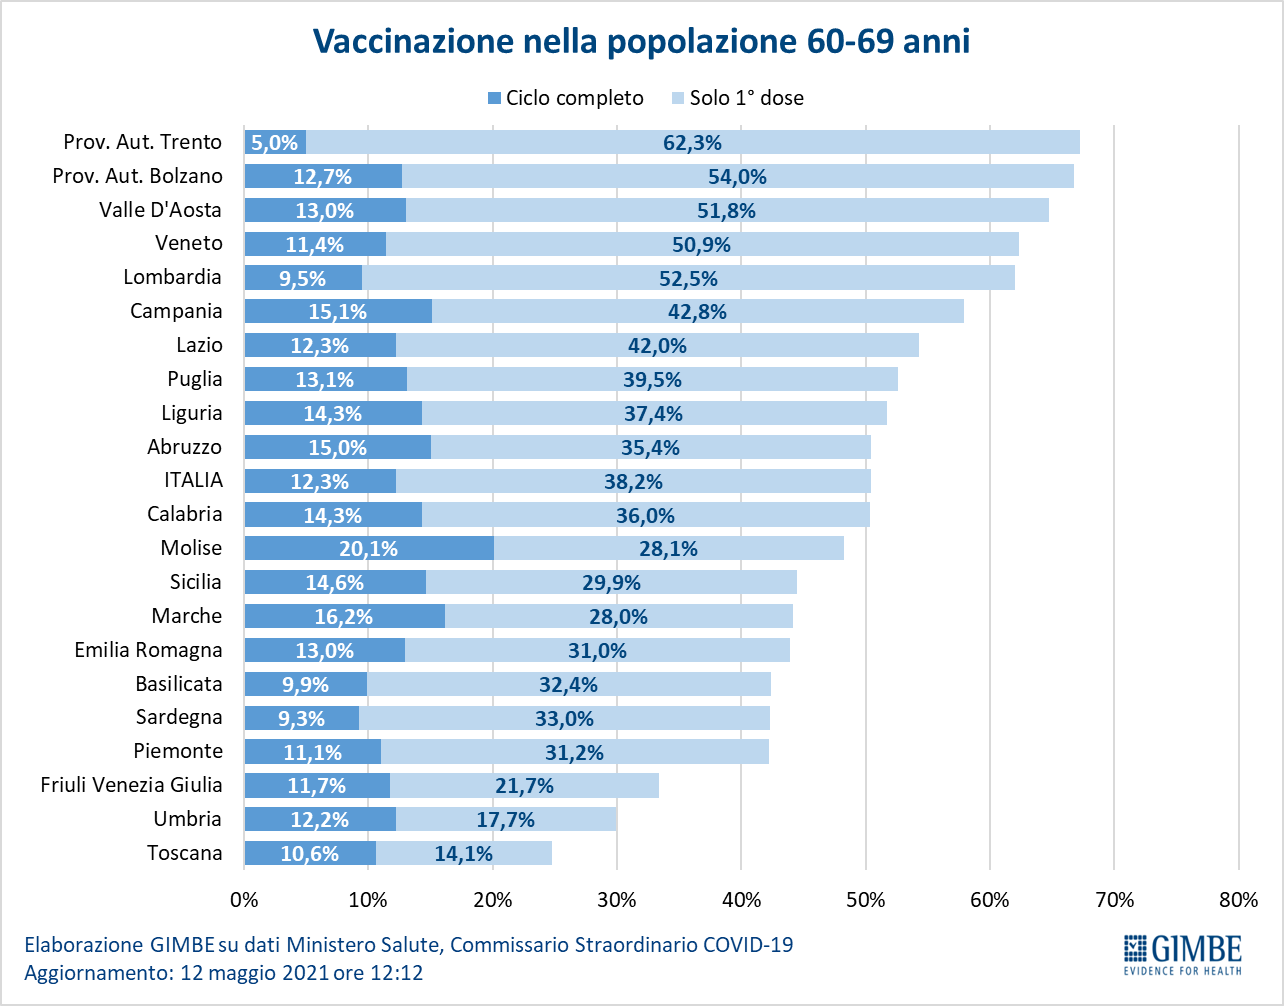 Vaccinazione nella popolazione 60-69 anni
Ciclo completo Solo 1° dose
Prov. Aut. Trento 5,0% 62,3%
Prov. Aut. Bolzano 12,7% 54,0%
Valle D'Aosta 13,0% 51,8%
Veneto 11,4% 50,9%
Lombardia 9,5% 52,5%
Campania 15,1% 42,8%
Lazio 12,3% 42,0%
Puglia 13,1% 39,5%
Liguria 14,3% 37,4%
Abruzzo 15,0% 35,4%
ITALIA 12,3% 38,2%
Calabria 14,3% 36,0%
Molise 20,1% 28,1%
Sicilia 14,6% 29,9%
Marche 16,2% 28,0%
Emilia Romagna 13,0% 31,0%
Basilicata 9,9% 32,4%
Sardegna 9,3% 33,0%
Piemonte 11,1% 31,2%
Friuli Venezia Giulia 11,7% 21,7%
Umbria 12,2% 17,7%
Toscana 10,6% 14,1%
0% 10% 20% 30% 40% 50% 60% 70% 80%
Elaborazione GIMBE su dati Ministero Salute, Commissario Straordinario COVID-19
Aggiornamento: 12 maggio 2021 ore 12:12
GIMBE
EVIDENCE FOR HEALTH